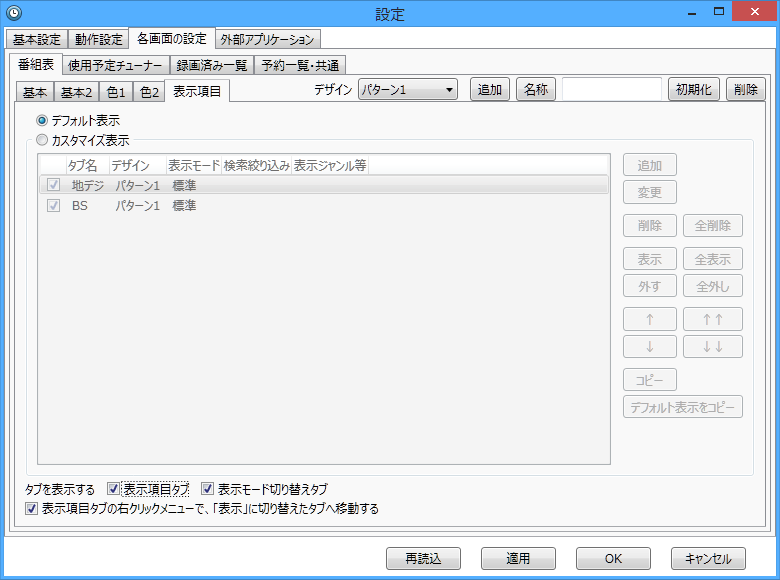 設定
基本設定 動作設定 各画面の設定 外部アプリケーション
番組表 使用予定チューナー 録画済み一覧 予約一覧・共通
基本 基本2 色1 色2 表示項目 デザイン パターン1 追加 名称 初期化 削除
デフォルト表示
カスタマイズ表示
タブ名 デザイン 表示モード 検索絞り込み 表示ジャンル等
地デジ パターン1 標準
BS パターン1 標準
追加
変更
削除 全削除
表示 全表示
外す 全外し
↑ ↑↑
↓ ↓↓
コピー
デフォルト表示をコピー
タブを表示する 表示項目タブ 表示モード切り替えタブ
表示項目タブの右クリックメニューで、「表示」に切り替えたタブへ移動する
再読込 適用 OK キャンセル